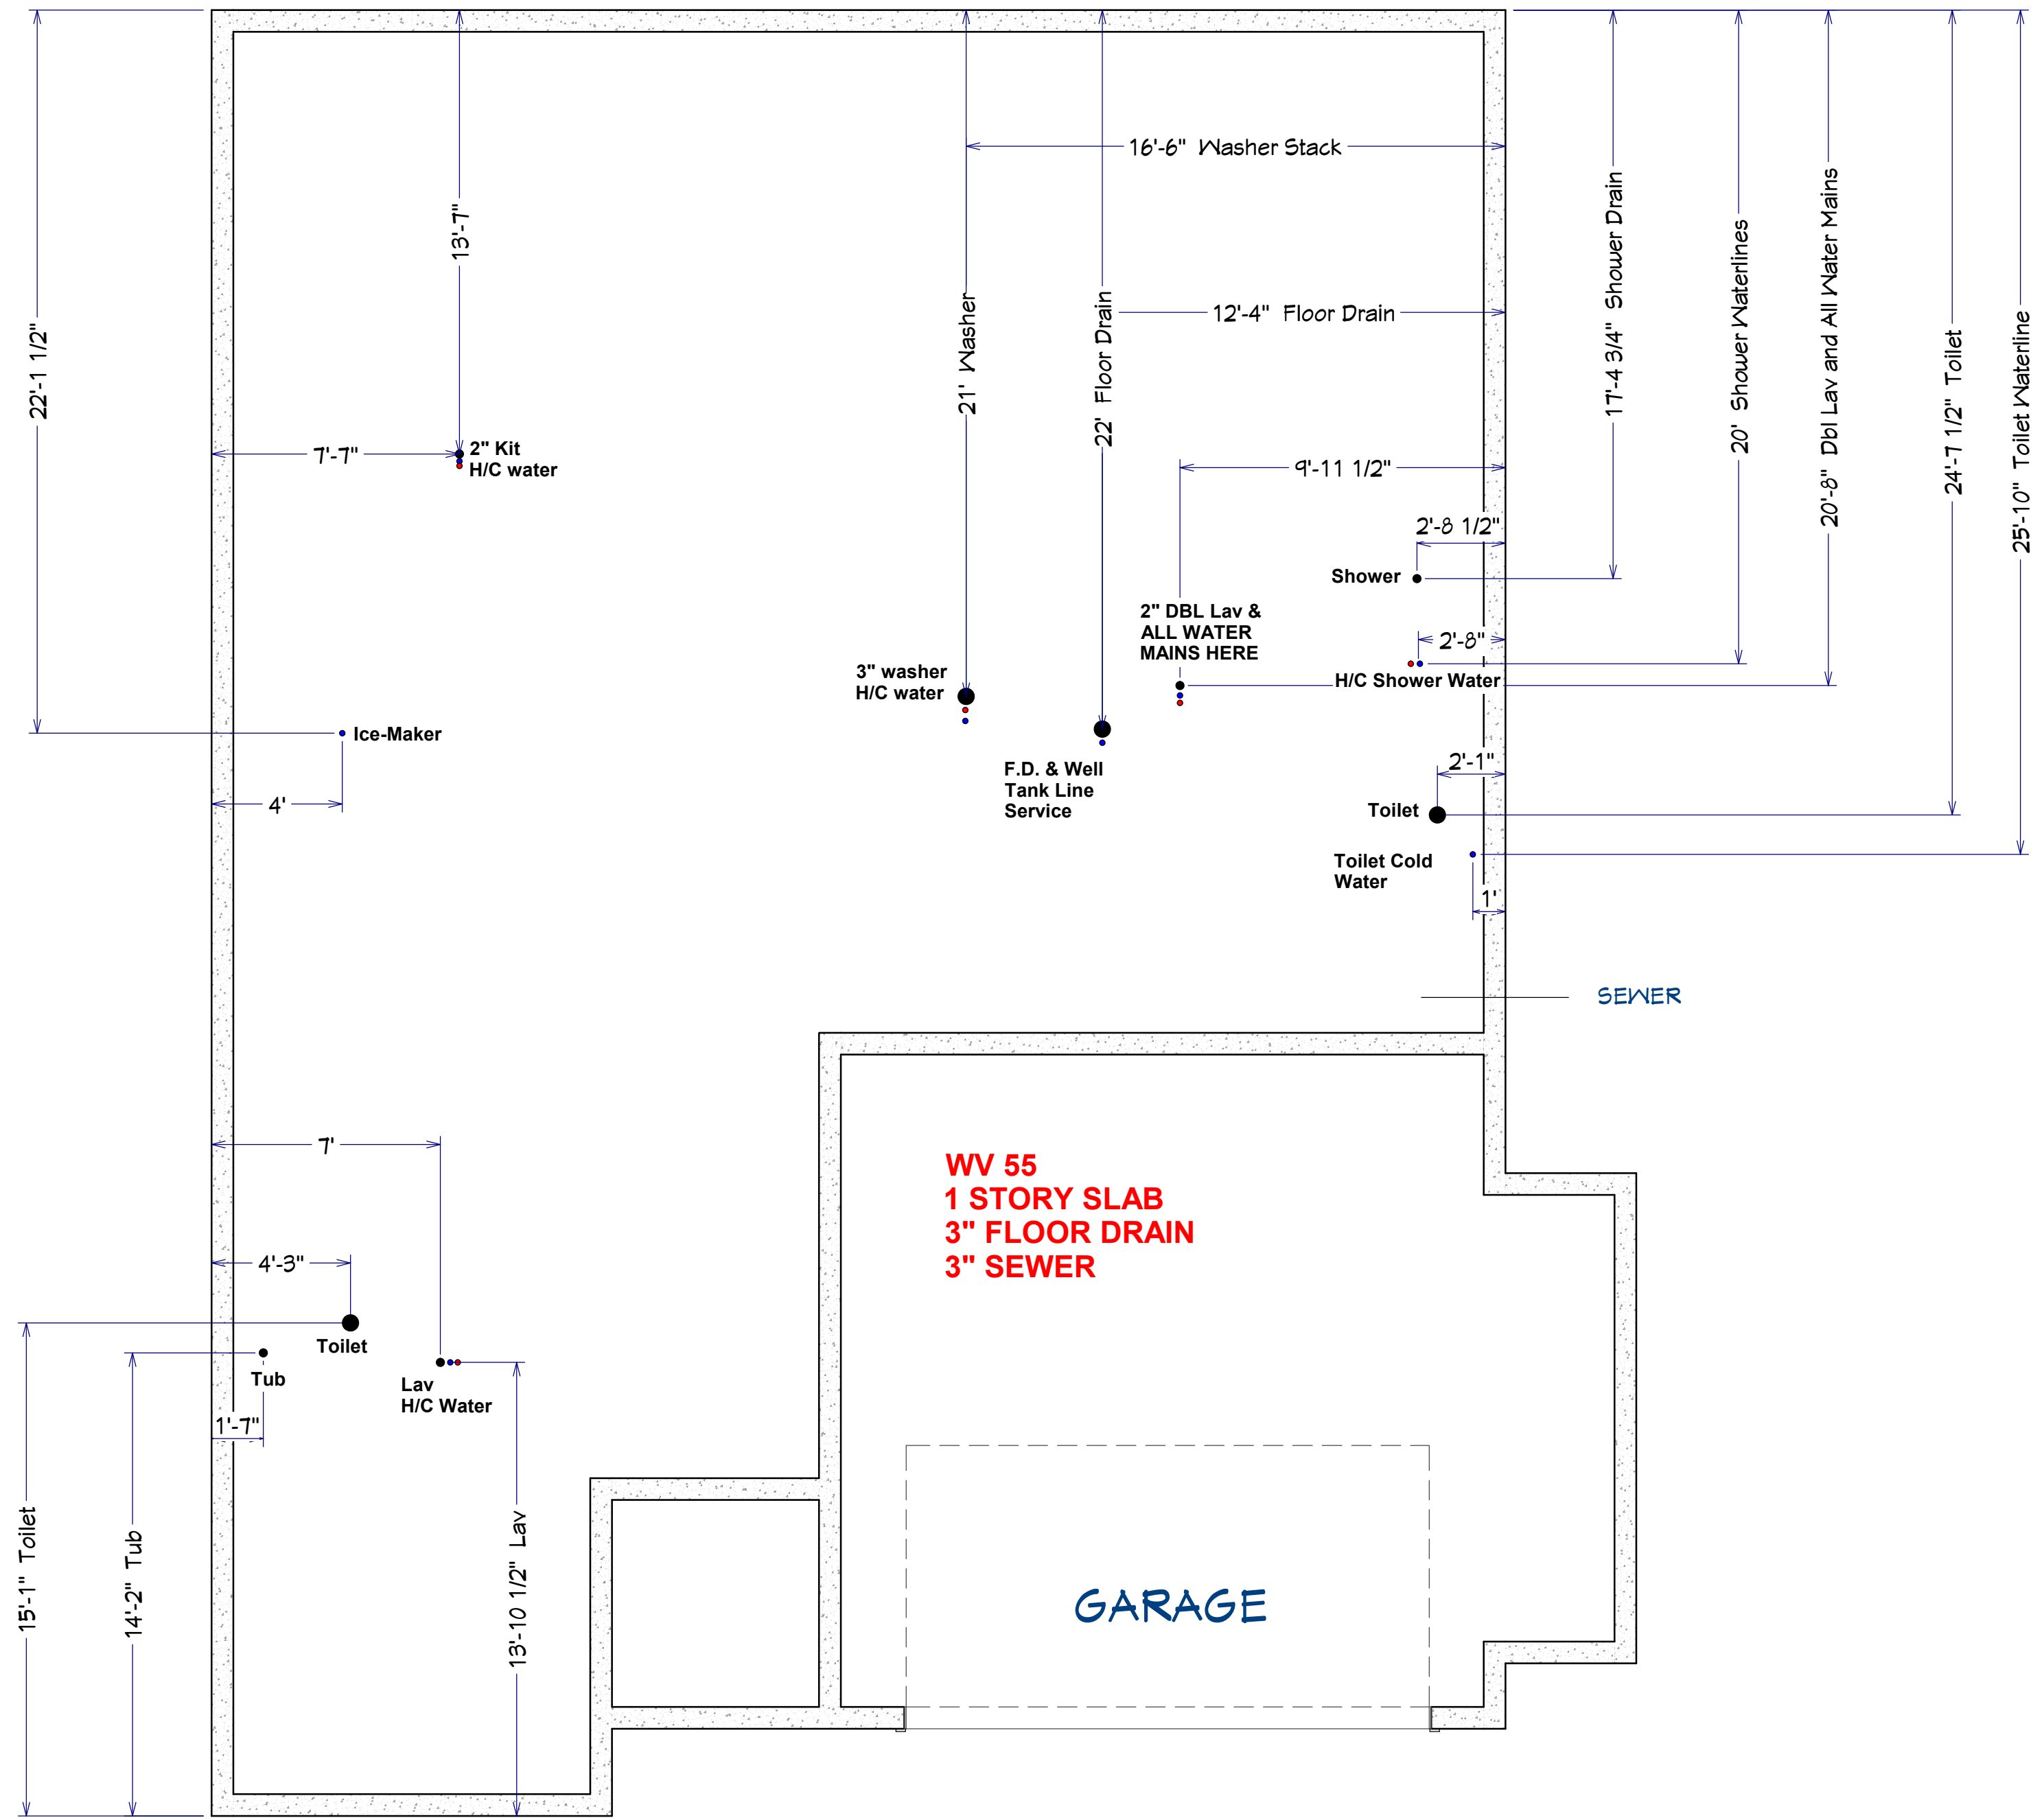 16'-6" Washer Stack
13'-7"
17'-4 3/4" Shower Drain
20' Shower Waterlines
20'-8" Dbl Lav and All Water Mains
22'-1 1/2"
21' Washer
22' Floor Drain
12'-4" Floor Drain
24'-7 1/2" Toilet
25'-10" Toilet Waterline
7'-7"
2" Kit
H/C water
9'-11 1/2"
2'-8 1/2"
Shower
2" DBL Lav &
ALL WATER
MAINS HERE
2'-8"
3" washer
H/C water
H/C Shower Water
Ice-Maker
4'
F.D. & Well
Tank Line
Service
2'-1"
Toilet
Toilet Cold
Water
1'
SEWER
7'
WV 55
1 STORY SLAB
3" FLOOR DRAIN
3" SEWER
4'-3"
Toilet
Tub
Lav
H/C Water
1'-7"
15'-1" Toilet
14'-2" Tub
13'-10 1/2" Lav
GARAGE